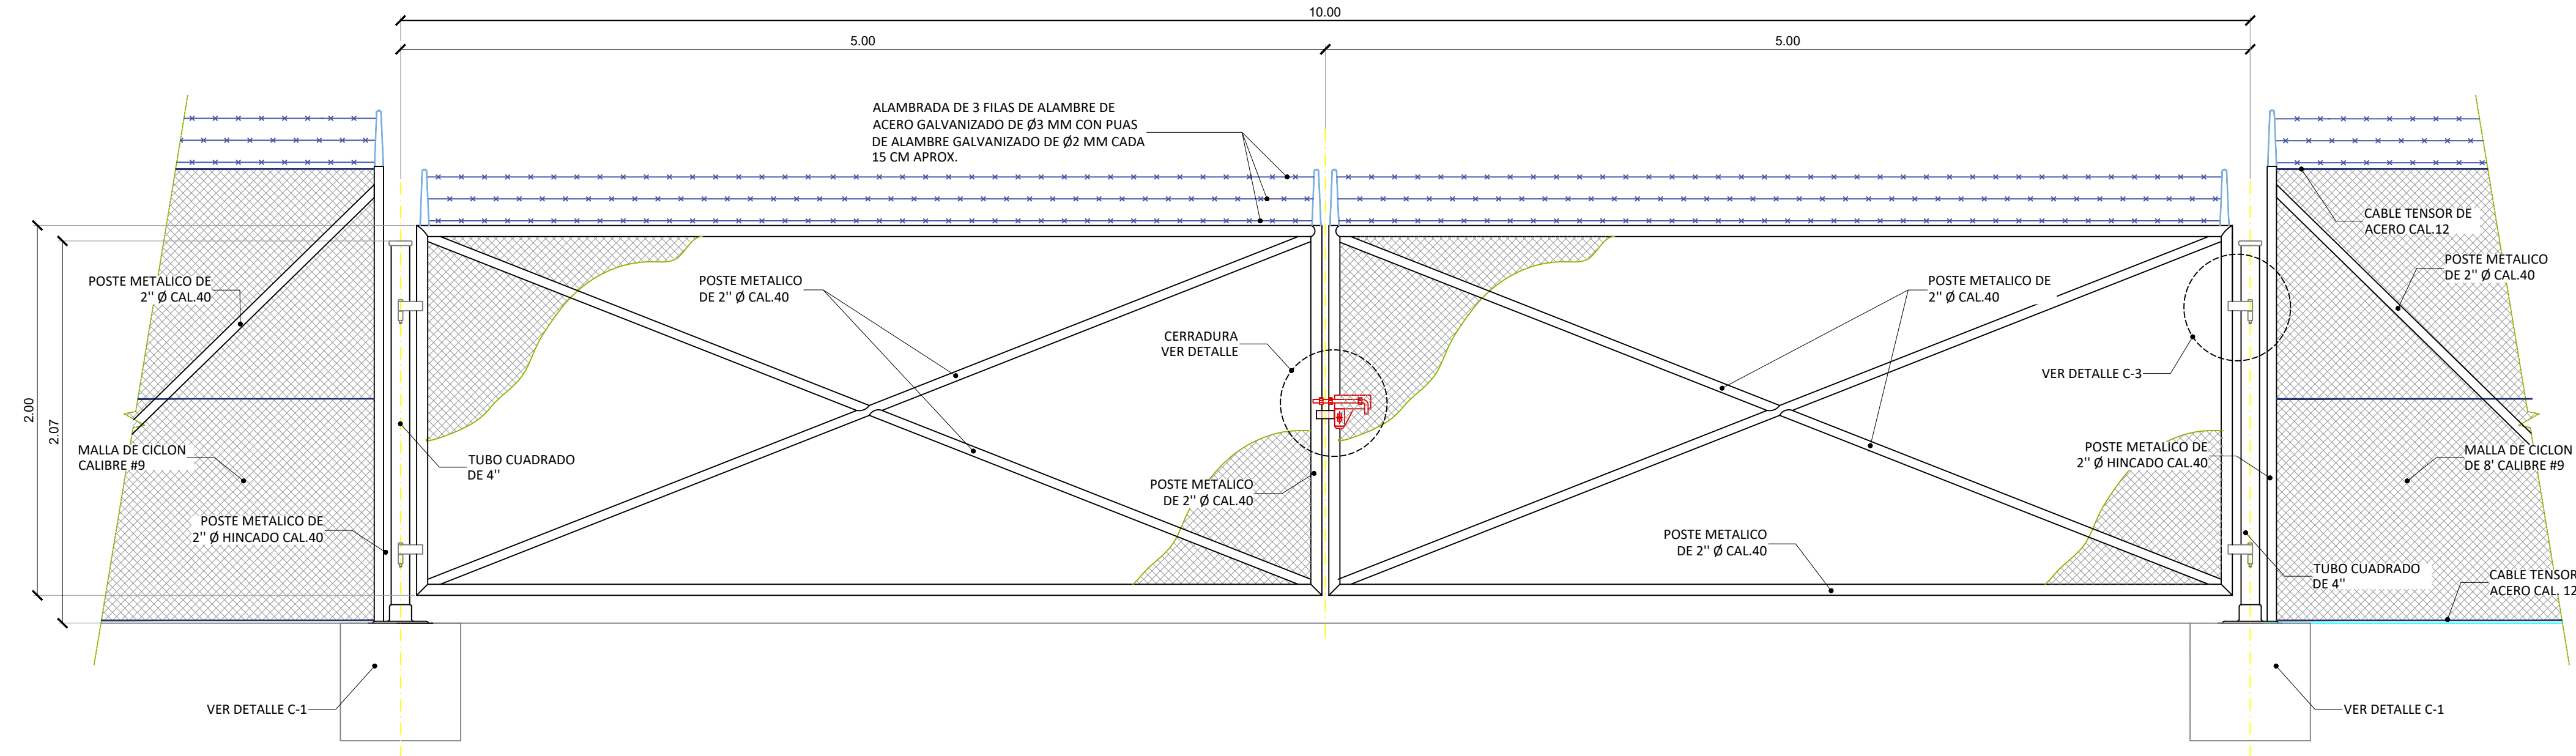 10.00
5.00
5.00
ALAMBRADA DE 3 FILAS DE ALAMBRE DE
ACERO GALVANIZADO DE Ø3 MM CON PUAS
DE ALAMBRE GALVANIZADO DE Ø2 MM CADA
15 CM APROX.
CABLE TENSOR DE
ACERO CAL.12
POSTE METALICO
DE 2'' Ø CAL.40
POSTE METALICO DE
2'' Ø CAL.40
POSTE METALICO
DE 2'' Ø CAL.40
POSTE METALICO DE
2'' Ø CAL.40
CERRADURA
VER DETALLE
VER DETALLE C-3
2.00
2.07
MALLA DE CICLON
CALIBRE #9
TUBO CUADRADO
DE 4''
POSTE METALICO
DE 2'' Ø CAL.40
POSTE METALICO DE
2'' Ø HINCADO CAL.40
MALLA DE CICLON
DE 8' CALIBRE #9
POSTE METALICO DE
2'' Ø HINCADO CAL.40
POSTE METALICO
DE 2'' Ø CAL.40
TUBO CUADRADO
DE 4''
CABLE TENSOR
ACERO CAL. 12
VER DETALLE C-1
VER DETALLE C-1